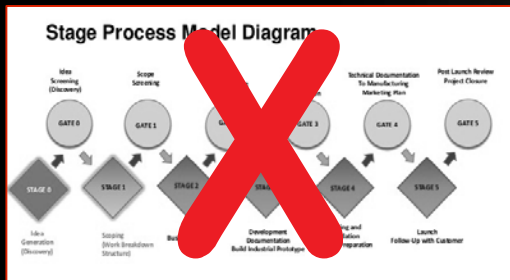 Stage Process Model Diagram
Idea
Screening
(Discovery)
Scope
Screening
Technical Documentation
To Manufacturing
Marketing Plan
Post Launch Review
Project Closure
GATE 0
GATE 1
GATE 3
GATE 4
GATE 5
STAGE 0
STAGE 1
STAGE 2
STAGE 4
STAGE 5
Idea
Generation
(Discovery)
Scoping
(Work Breakdown
Structure)
Development
Documentation
Build Industrial Prototype
and
Launch
Follow-Up with Customer